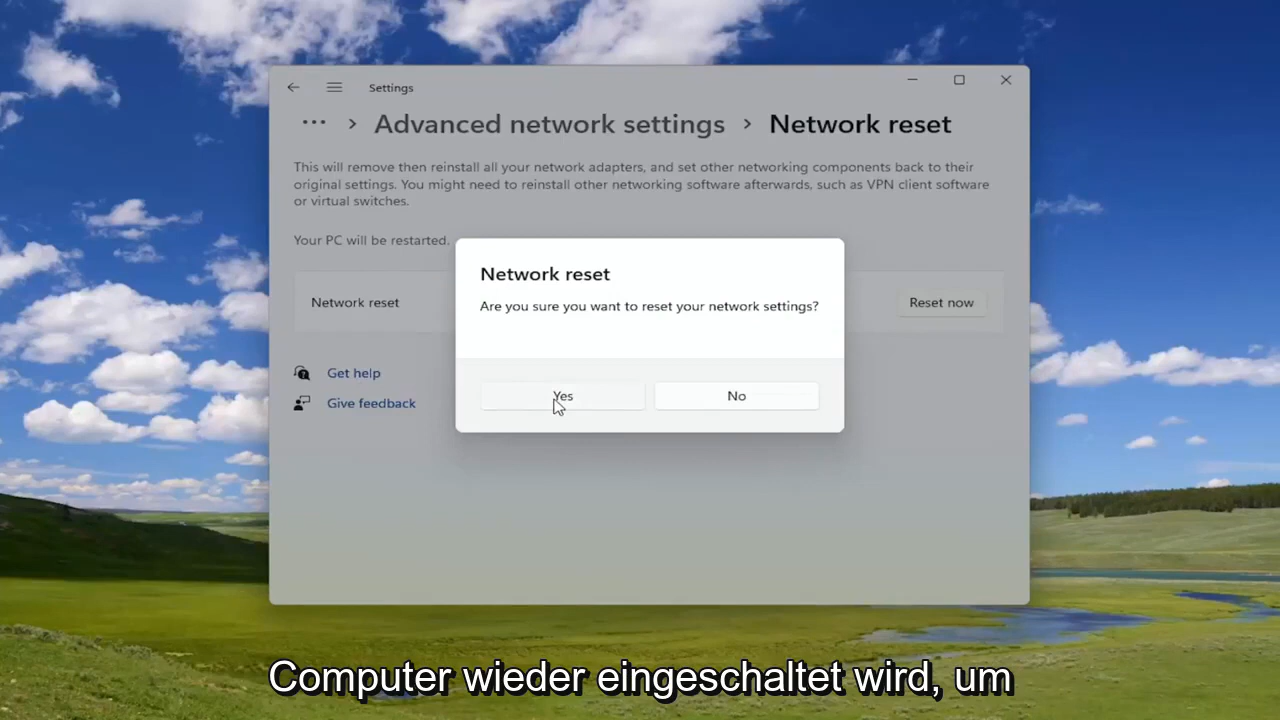 Settings
··· > Advanced network settings > Network reset
This will remove then reinstall all your network adapters, and set other networking components back to their
original settings. You might need to reinstall other networking software afterwards, such as VPN client software
or virtual switches.
Your PC will be restarted.
Network reset
Reset now
Get help
Give feedback
Network reset
Are you sure you want to reset your network settings?
Yes
No
Computer wieder eingeschaltet wird, um